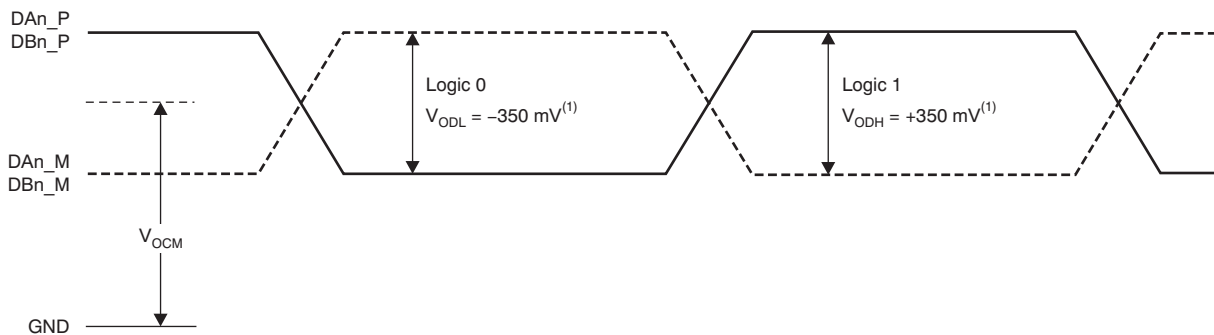 DAn_P
DBn_P
Logic 0
V_ODL = −350 mV^(1)
Logic 1
V_ODH = +350 mV^(1)
DAn_M
DBn_M
V_OCM
GND